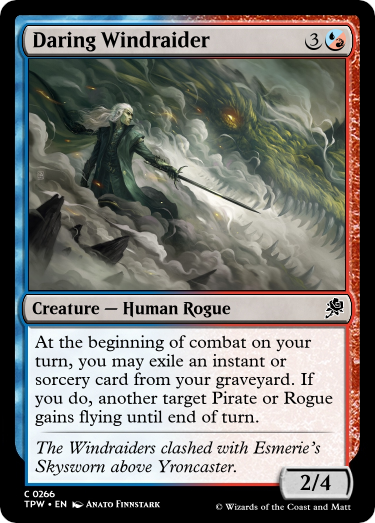 Daring Windraider 3
Creature — Human Rogue
At the beginning of combat on your
turn, you may exile an instant or
sorcery card from your graveyard. If
you do, another target Pirate or Rogue
gains flying until end of turn.
The Windraiders clashed with Esmerie's
Skysworn above Yroncaster.
2/4
C 0266
TPW • EN Anato Finnstark
© Wizards of the Coast and Matt